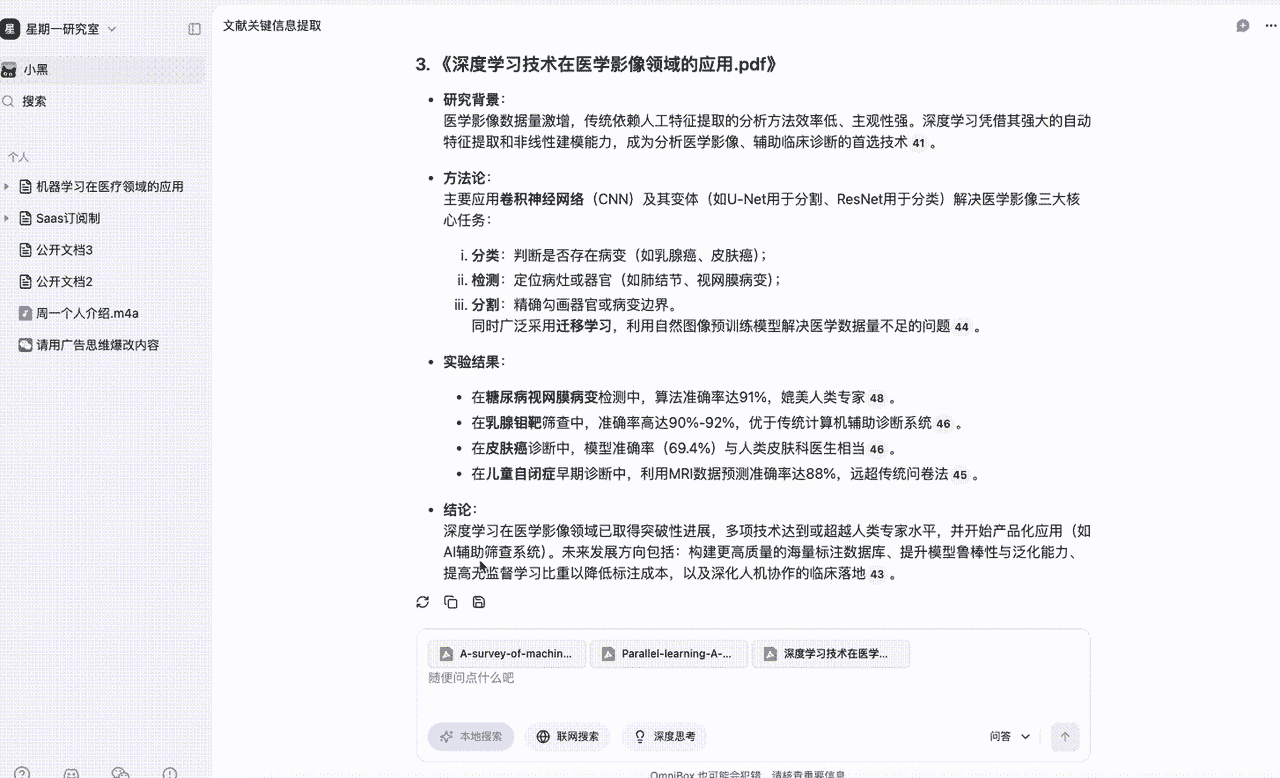 星 星期一研究室
文献关键信息提取
小黑
搜索
个人
机器学习在医疗领域的应用
Saas订阅制
公开文档3
公开文档2
周一个人介绍.m4a
请用广告思维爆改内容
3. 《深度学习技术在医学影像领域的应用.pdf》
• 研究背景：
医学影像数据量激增，传统依赖人工特征提取的分析方法效率低、主观性强。深度学习凭借其强大的自动
特征提取和非线性建模能力，成为分析医学影像、辅助临床诊断的首选技术 41 。
• 方法论：
主要应用卷积神经网络（CNN）及其变体（如U-Net用于分割、ResNet用于分类）解决医学影像三大核
心任务：
i. 分类：判断是否存在病变（如乳腺癌、皮肤癌）；
ii. 检测：定位病灶或器官（如肺结节、视网膜病变）；
iii. 分割：精确勾画器官或病变边界。
同时广泛采用迁移学习，利用自然图像预训练模型解决医学数据量不足的问题 44 。
• 实验结果：
• 在糖尿病视网膜病变检测中，算法准确率达91%，媲美人类专家 48 。
• 在乳腺钼靶筛查中，准确率高达90%-92%，优于传统计算机辅助诊断系统 46 。
• 在皮肤癌诊断中，模型准确率（69.4%）与人类皮肤科医生相当 46 。
• 在儿童自闭症早期诊断中，利用MRI数据预测准确率达88%，远超传统问卷法 45 。
• 结论：
深度学习在医学影像领域已取得突破性进展，多项技术达到或超越人类专家水平，并开始产品化应用（如
AI辅助筛查系统）。未来发展方向包括：构建更高质量的海量标注数据库、提升模型鲁棒性与泛化能力、
提高无监督学习比重以降低标注成本，以及深化人机协作的临床落地 43 。
A-survey-of-machin... Parallel-learning-A-... 深度学习技术在医学...
随便问点什么吧
本地搜索 联网搜索 深度思考 问答
OmniBox 也可能会犯错，请核查重要信息